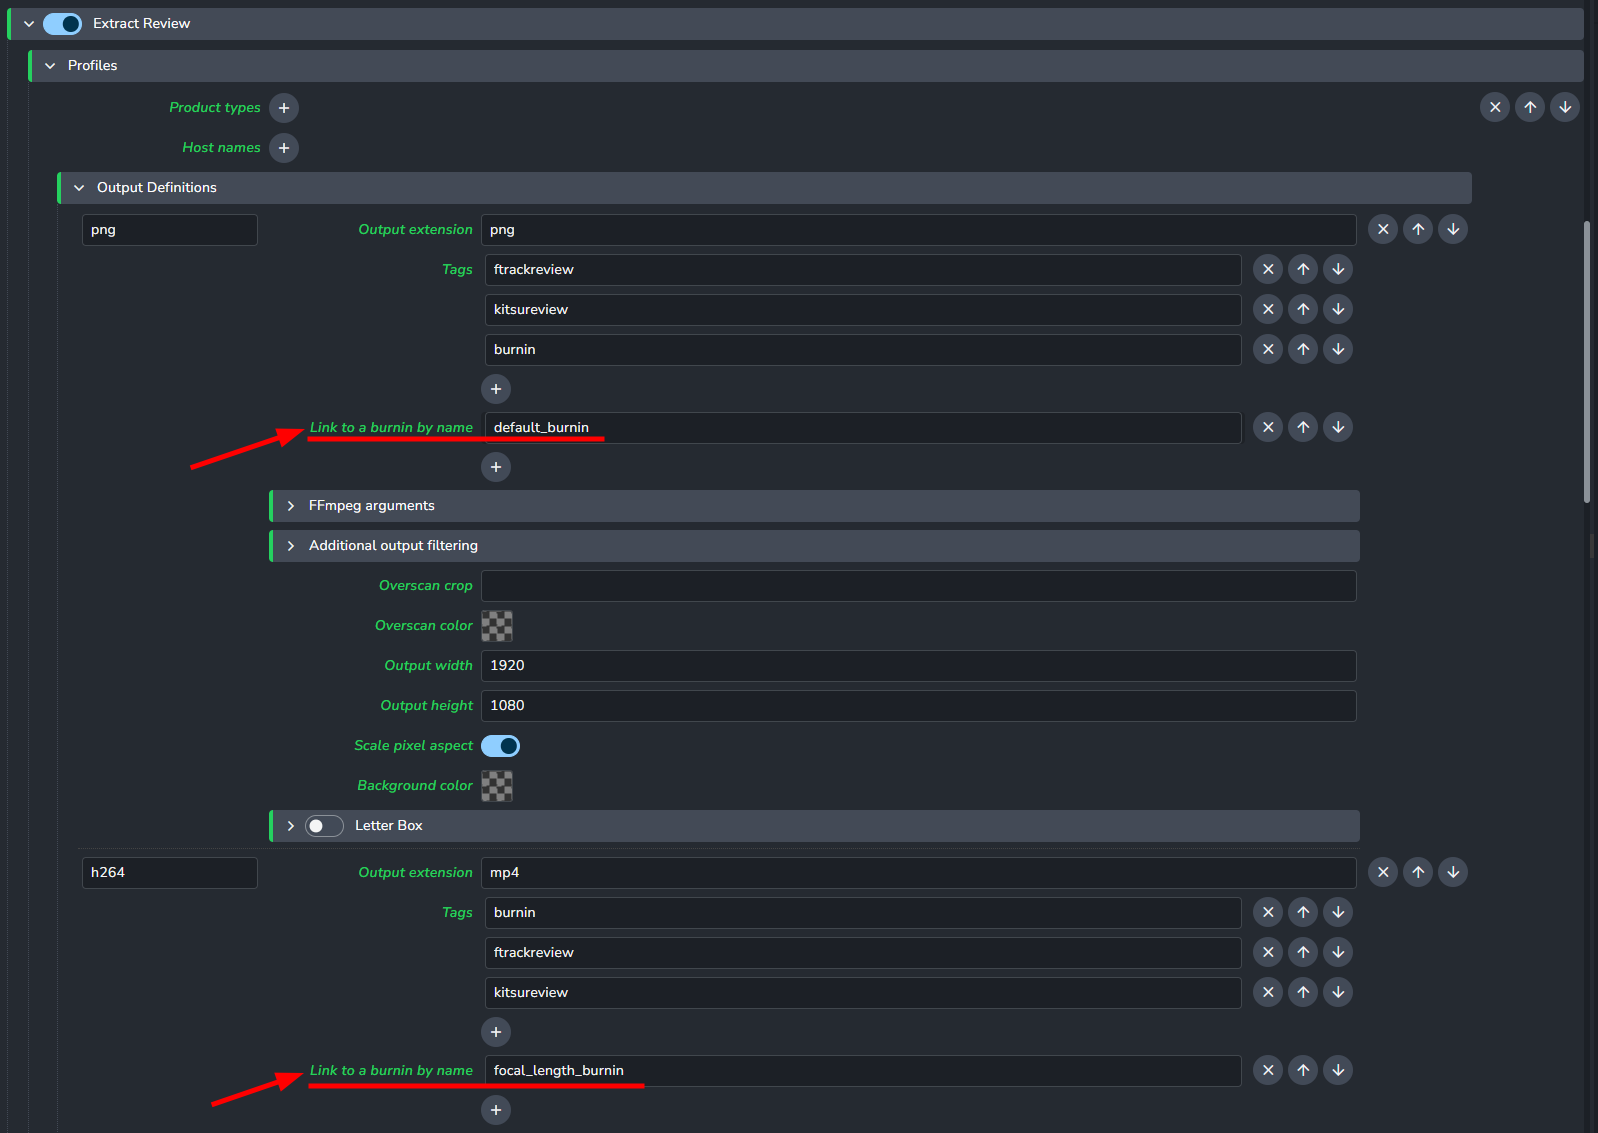 Extract Review
Profiles
Product types
Host names
Output Definitions
png
Output extension png
Tags ftrackreview
kitsureview
burnin
Link to a burnin by name default_burnin
FFmpeg arguments
Additional output filtering
Overscan crop
Overscan color
Output width 1920
Output height 1080
Scale pixel aspect
Background color
Letter Box
h264
Output extension mp4
Tags burnin
ftrackreview
kitsureview
Link to a burnin by name focal_length_burnin